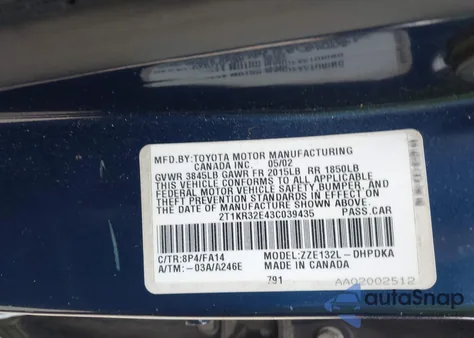 MFD.BY:TOYOTA MOTOR MANUFACTURING
CANADA INC. 05/02
GVWR 3845LB GAWR FR 2015LB RR 1850LB
THIS VEHICLE CONFORMS TO ALL APPLICABLE
FEDERAL MOTOR VEHICLE SAFETY,BUMPER, AND
THEFT PREVENTION STANDARDS IN EFFECT ON
THE DATE OF MANUFACTURE SHOWN ABOVE.
2T1KR32E43C039435 PASS.CAR
C/TR:8P4/FA14 MODEL:ZZE132L-DHPDKA
A/TM:-03A/A246E MADE IN CANADA
791 AA02002512
autoSnap